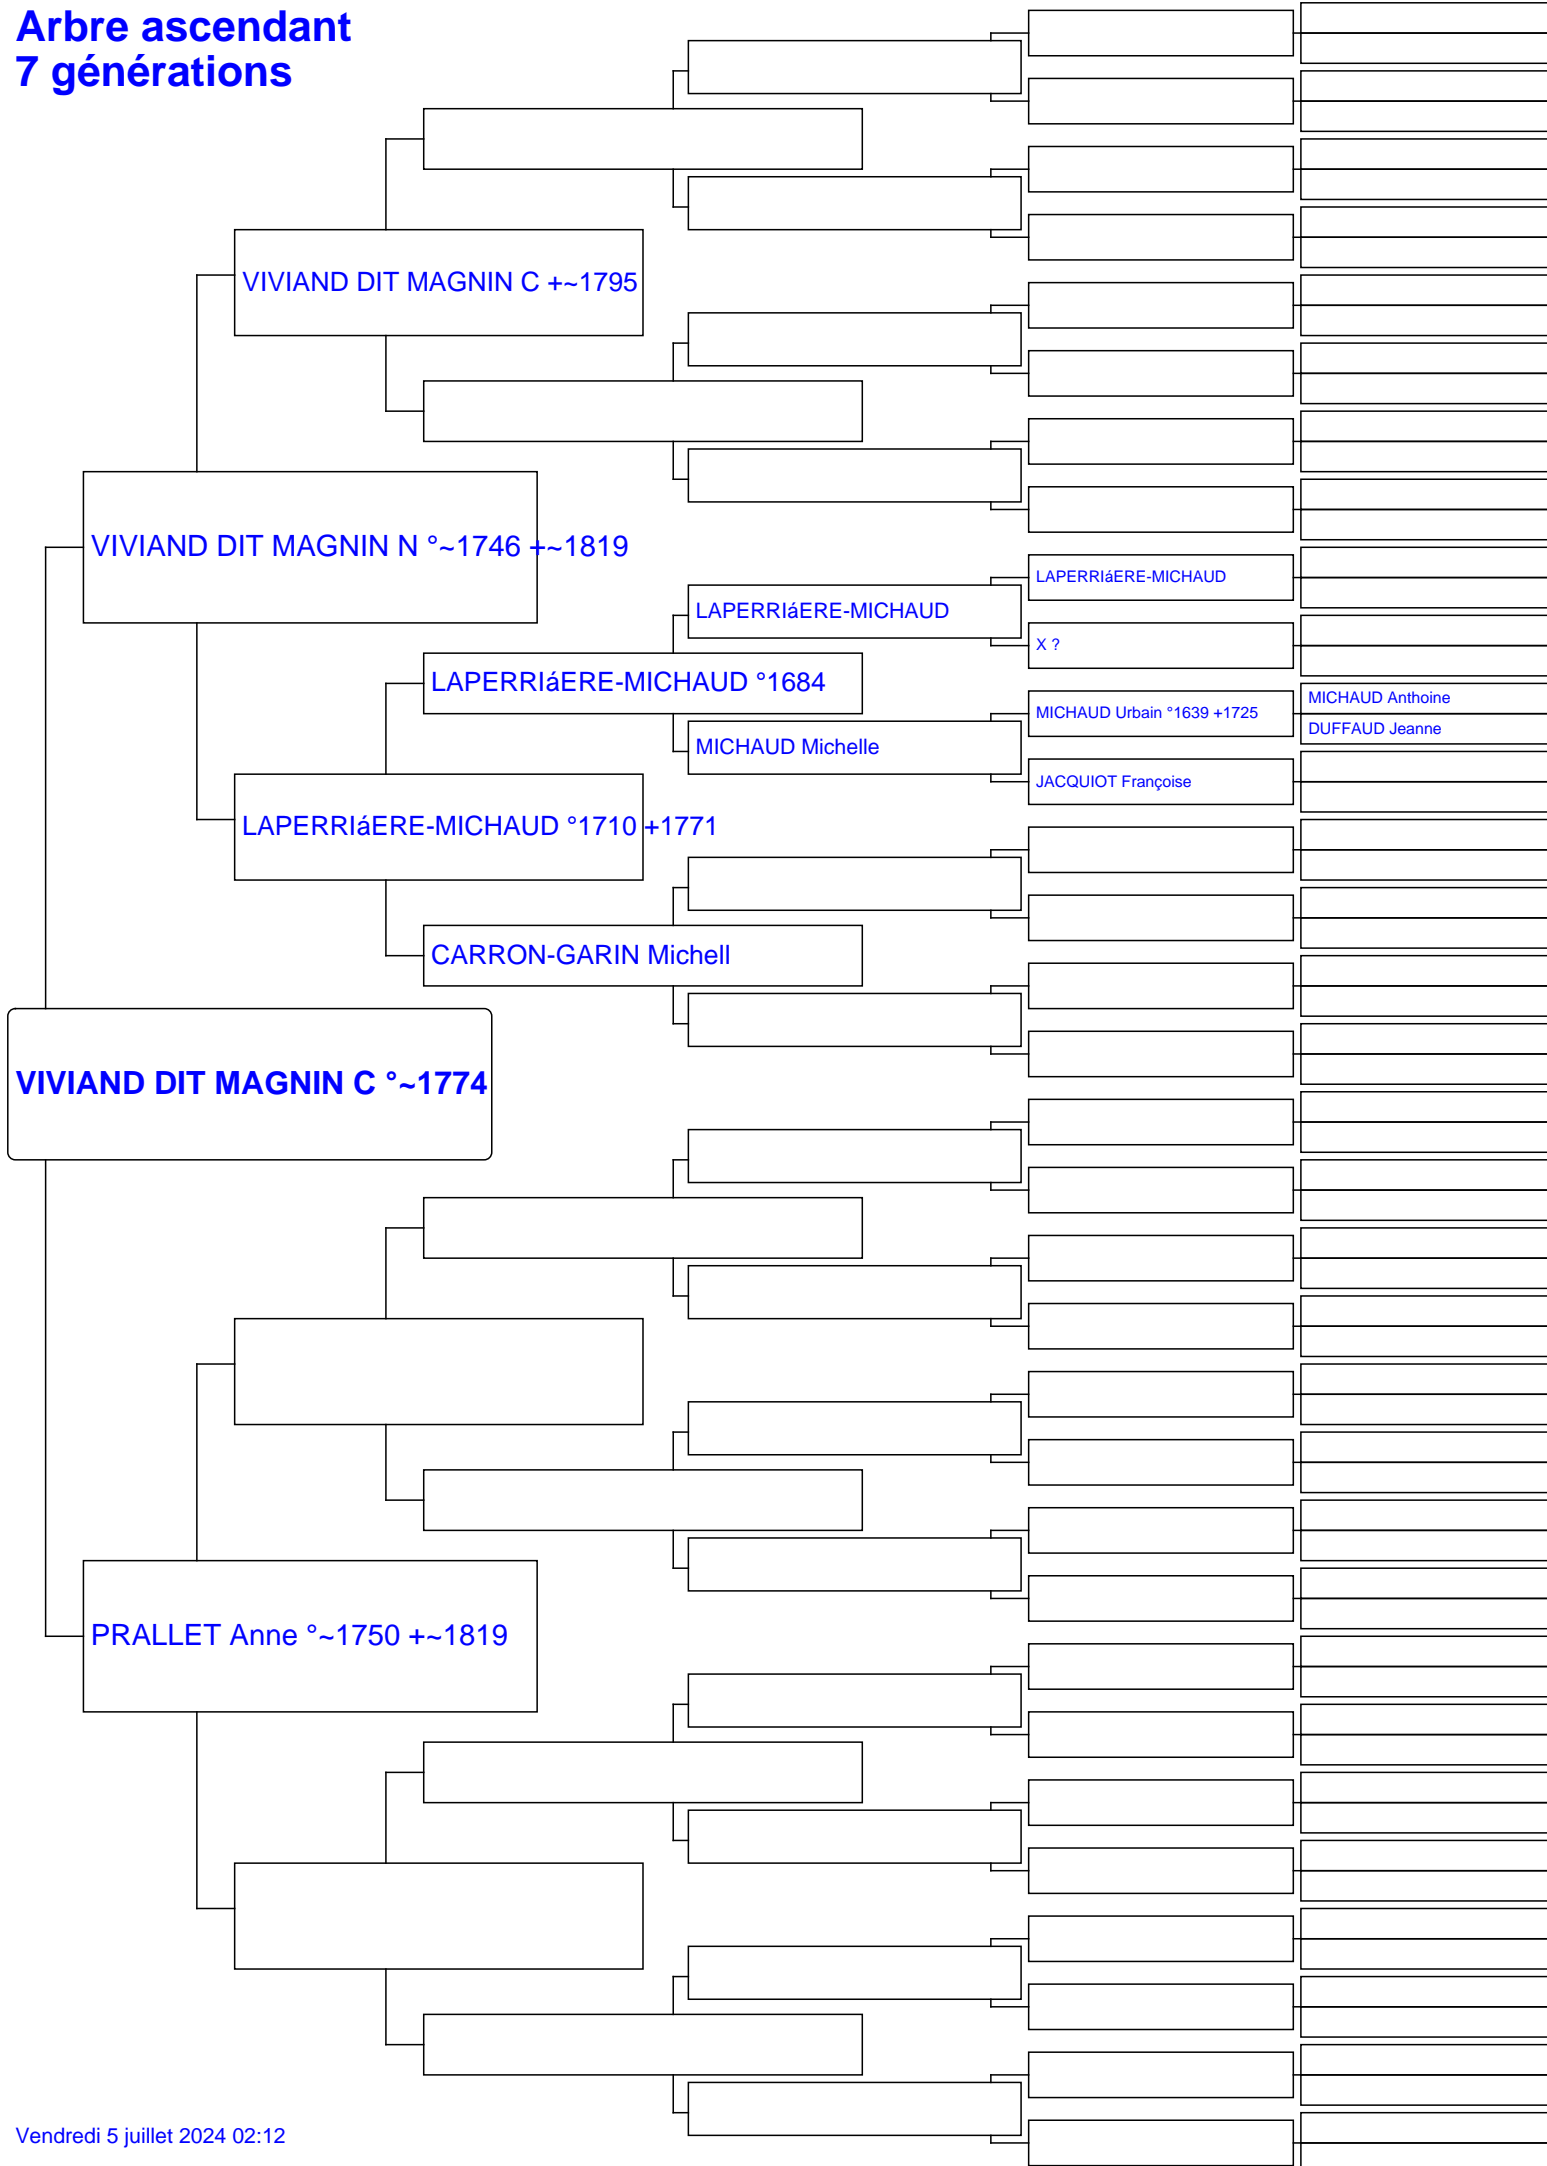 Arbre ascendant
7 générations
VIVIAND DIT MAGNIN C +~1795
VIVIAND DIT MAGNIN N °~1746 +~1819
LAPERRIáERE-MICHAUD
LAPERRIáERE-MICHAUD
X ?
LAPERRIáERE-MICHAUD °1684
MICHAUD Anthoine
MICHAUD Urbain °1639 +1725
DUFFAUD Jeanne
MICHAUD Michelle
JACQUIOT Françoise
LAPERRIáERE-MICHAUD °1710 +1771
CARRON-GARIN Michell
VIVIAND DIT MAGNIN C °~1774
PRALLET Anne °~1750 +~1819
Vendredi 5 juillet 2024 02:12